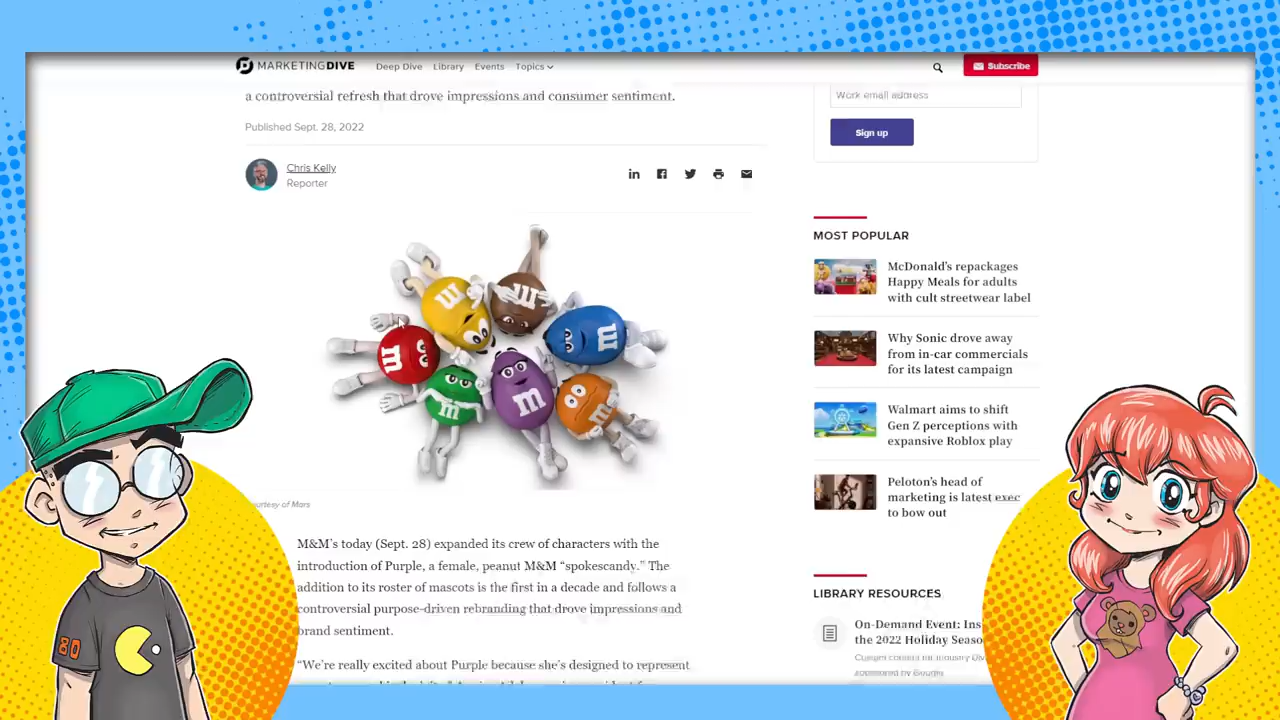 MARKETINGDIVE Deep Dive Library Events Topics Subscribe
a controversial refresh that drove impressions and consumer sentiment.
Published Sept. 28, 2022
Chris Kelly
Reporter
Courtesy of Mars
M&M's today (Sept. 28) expanded its crew of characters with the
introduction of Purple, a female, peanut M&M “spokescandy.” The
addition to its roster of mascots is the first in a decade and follows a
controversial purpose-driven rebranding that drove impressions and
brand sentiment.
“We're really excited about Purple because she's designed to represent
Work email address
Sign up
MOST POPULAR
McDonald's repackages
Happy Meals for adults
with cult streetwear label
Why Sonic drove away
from in-car commercials
for its latest campaign
Walmart aims to shift
Gen Z perceptions with
expansive Roblox play
Peloton's head of
marketing is latest exec
to bow out
LIBRARY RESOURCES
On-Demand Event: Ins
the 2022 Holiday Seaso
m
m
m
m
m
m
m
80